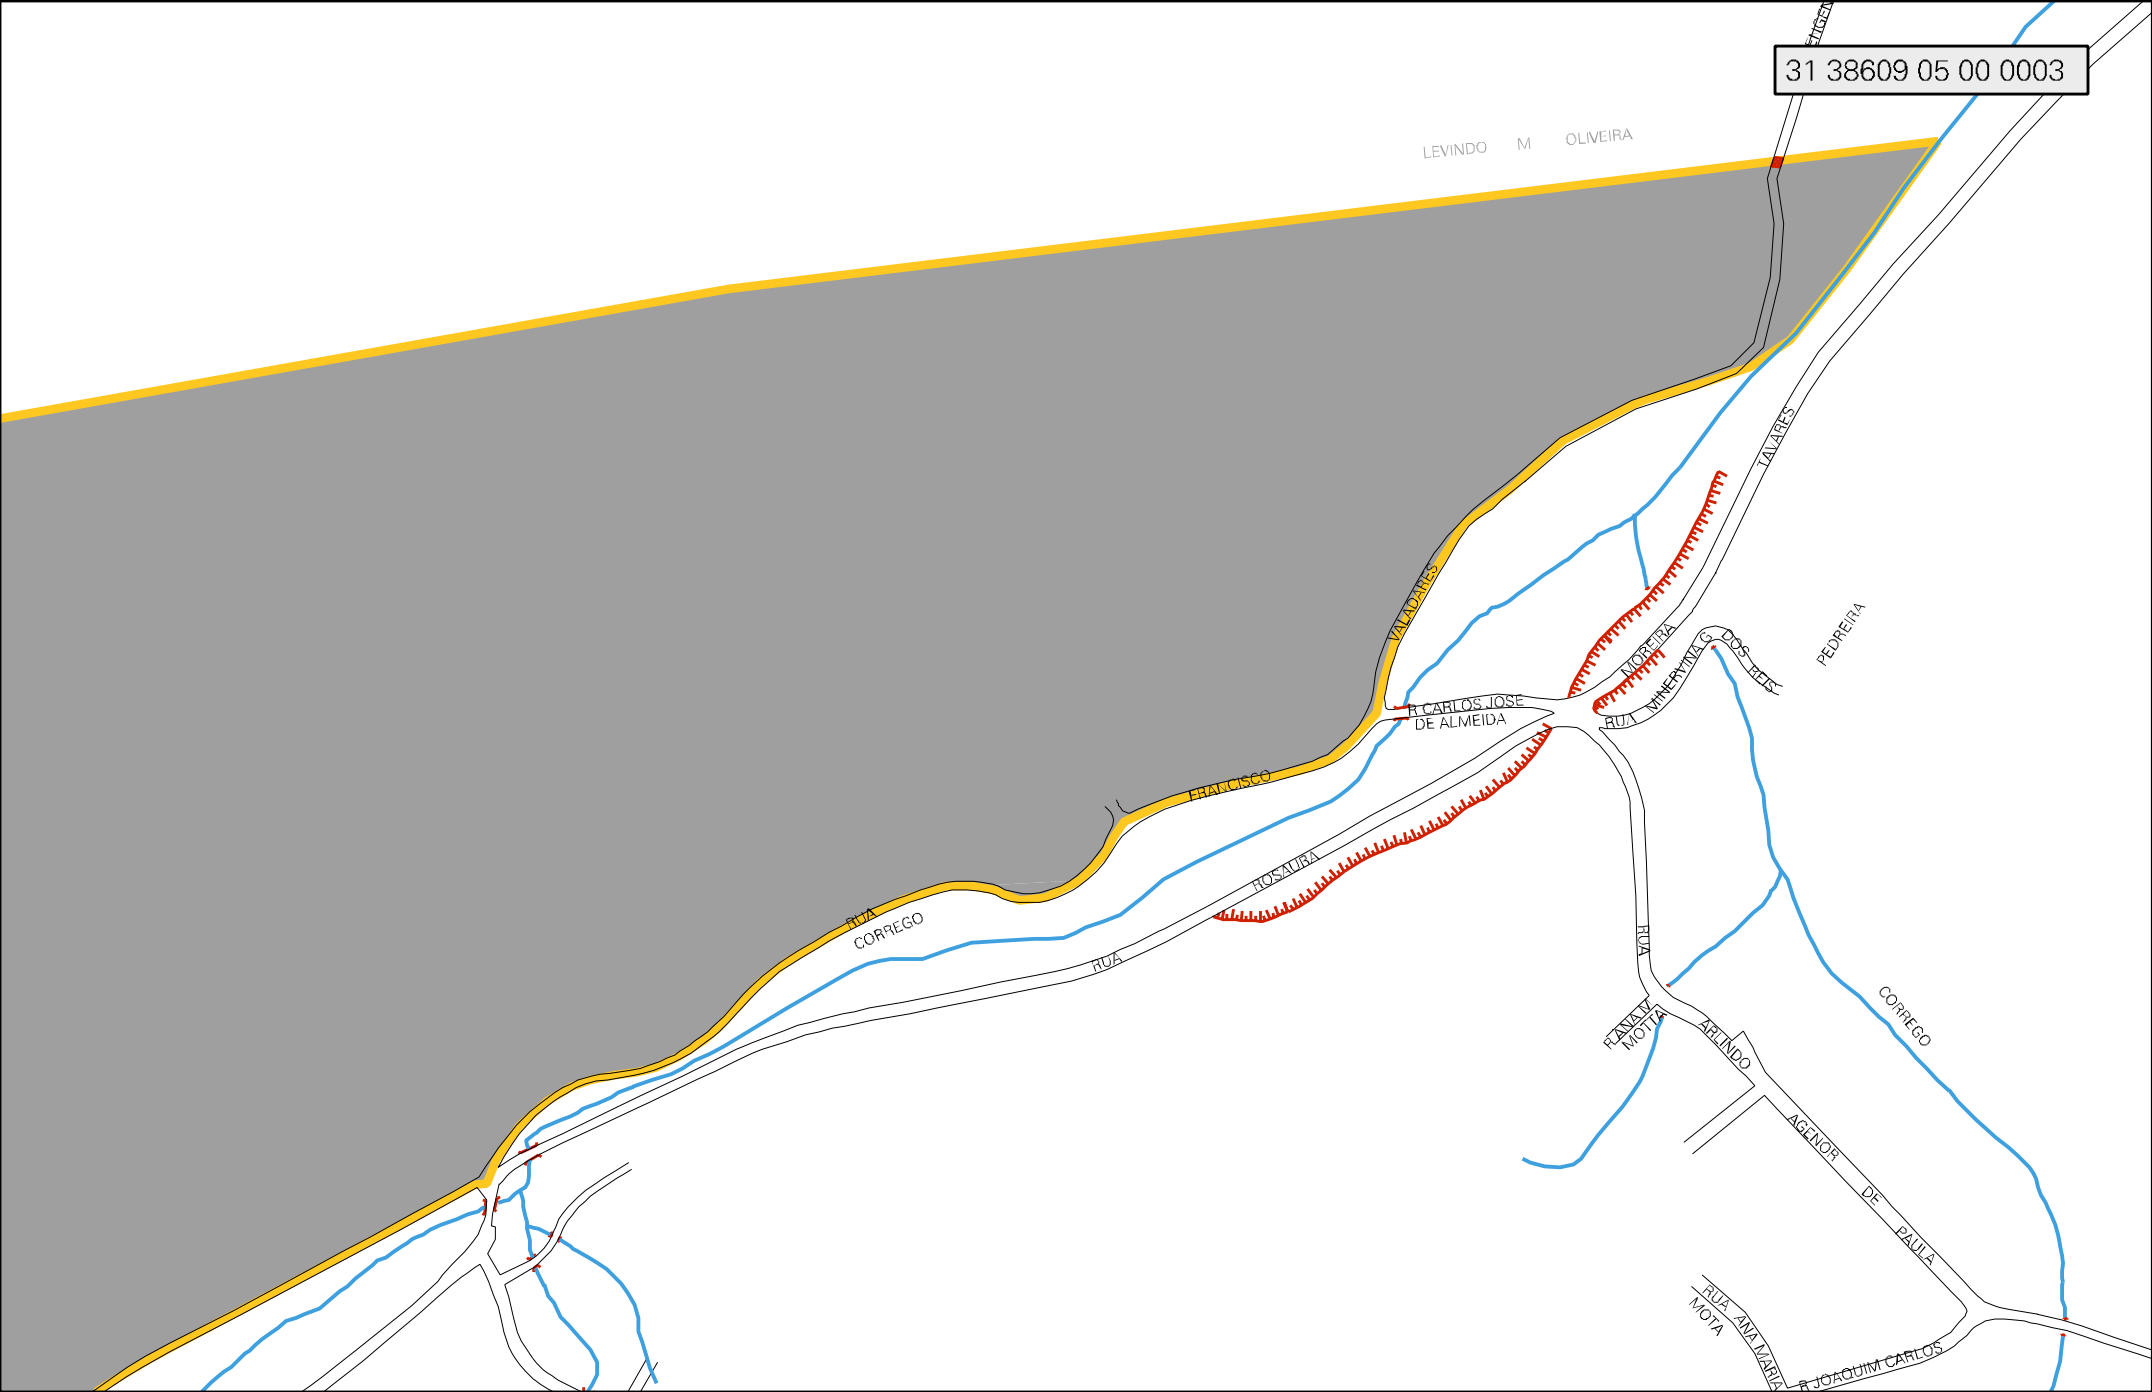 31 38609 05 00 0003
LEVINDO M OLIVEIRA
TAVARES
VALADARES
PEDREIRA
MOREIRA
DOS REIS
MINERVINA G
RUA
R CARLOS JOSE
DE ALMEIDA
FRANCISCO
ROSAURA
RUA
CORREGO
RUA
RUA
CORREGO
R ANA M
MOTTA
ARLINDO
AGENOR
DE
PAULA
RUA
MOTA
ANA MARIA
R JOAQUIM CARLOS